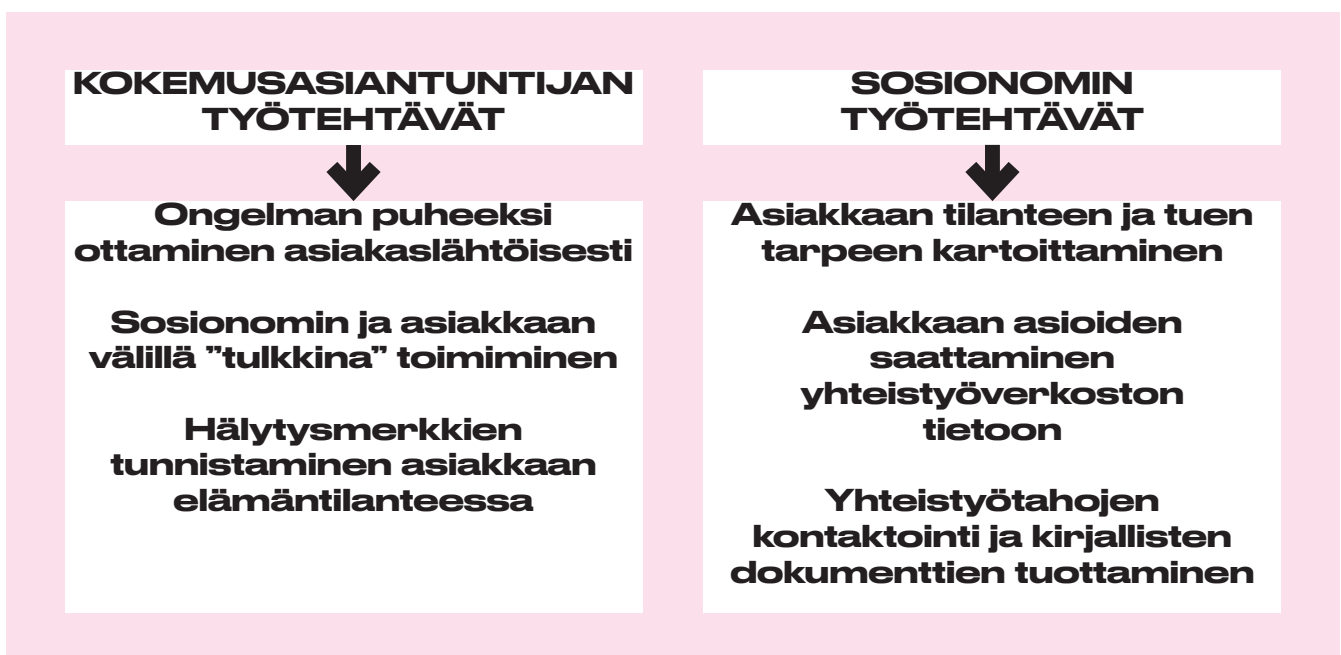 KOKEMUSASIANTUNTIJAN
TYÖTEHTÄVÄT
Ongelman puheeksi
ottaminen asiakaslähtöisesti
Sosionomin ja asiakkaan
välillä ”tulkkina” toimiminen
Hälytysmerkkien
tunnistaminen asiakkaan
elämäntilanteessa
SOSIONOMIN
TYÖTEHTÄVÄT
Asiakkaan tilanteen ja tuen
tarpeen kartoittaminen
Asiakkaan asioiden
saattaminen
yhteistyöverkoston
tietoon
Yhteistyötahojen
kontaktointi ja kirjallisten
dokumenttien tuottaminen